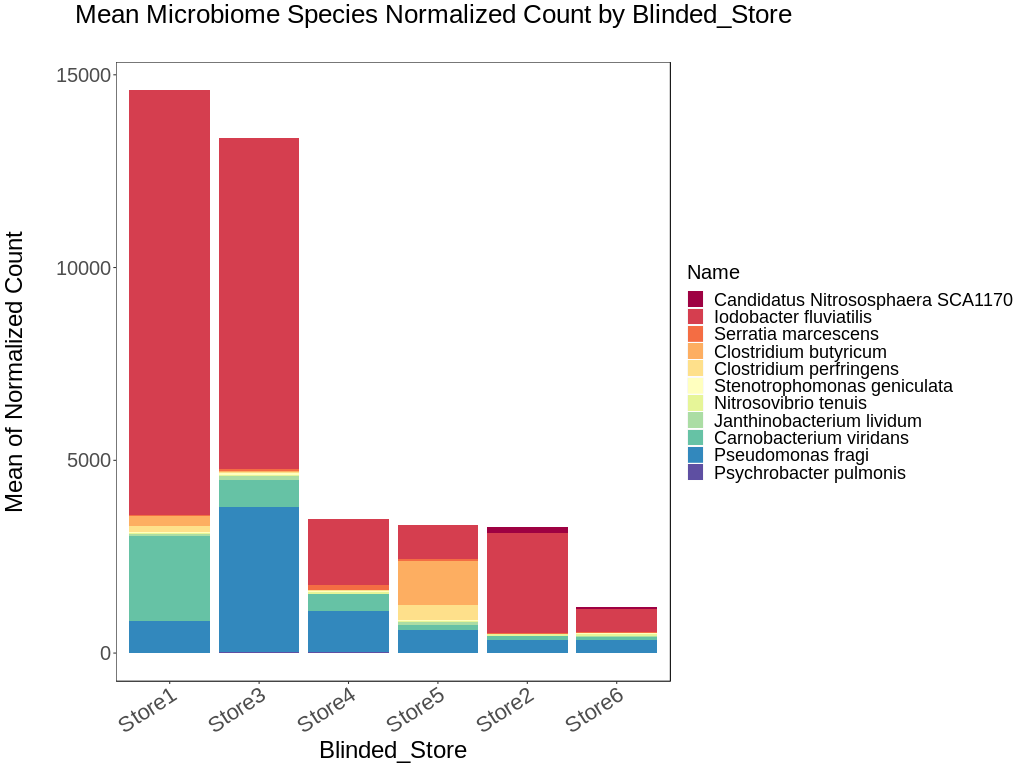 Mean Microbiome Species Normalized Count by Blinded_Store
15000
10000
5000
0
Mean of Normalized Count
Store1
Store3
Store4
Store5
Store2
Store6
Blinded_Store
Name
Candidatus Nitrososphaera SCA1170
Iodobacter fluviatilis
Serratia marcescens
Clostridium butyricum
Clostridium perfringens
Stenotrophomonas geniculata
Nitrosovibrio tenuis
Janthinobacterium lividum
Carnobacterium viridans
Pseudomonas fragi
Psychrobacter pulmonis